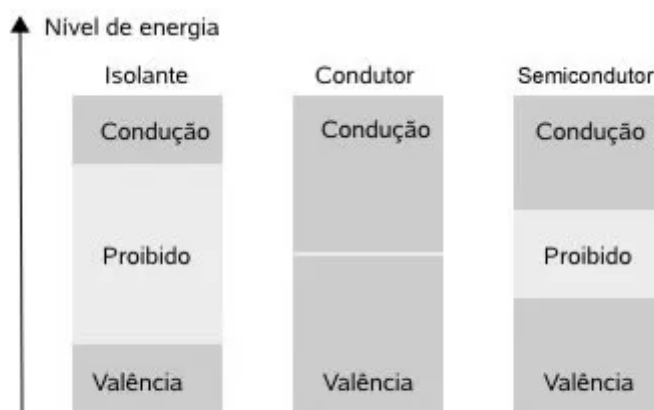 Nível de energia
Isolante Condutor Semicondutor
Condução Condução Condução
Proibido Proibido
Valência Valência Valência